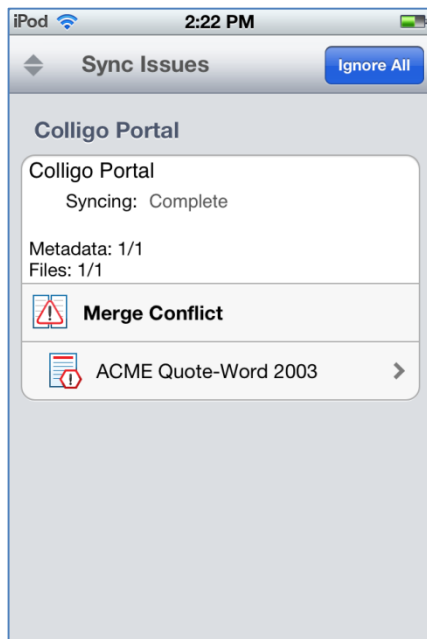 iPod 2:22 PM
Sync Issues Ignore All
Colligo Portal
Colligo Portal
Syncing: Complete
Metadata: 1/1
Files: 1/1
Merge Conflict
ACME Quote-Word 2003